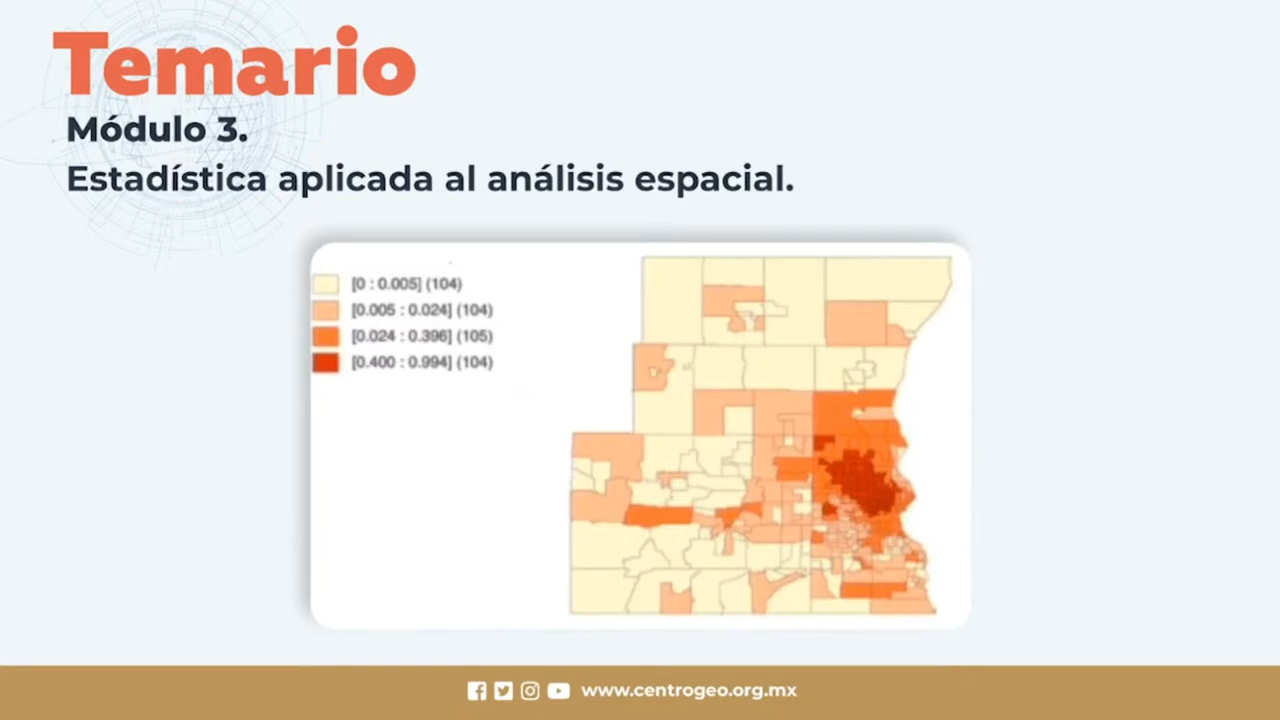 Temario
Módulo 3.
Estadística aplicada al análisis espacial.
[0 : 0.005] (104)
[0.005 : 0.024] (104)
[0.024 : 0.396] (105)
[0.400 : 0.994] (104)
www.centrogeo.org.mx